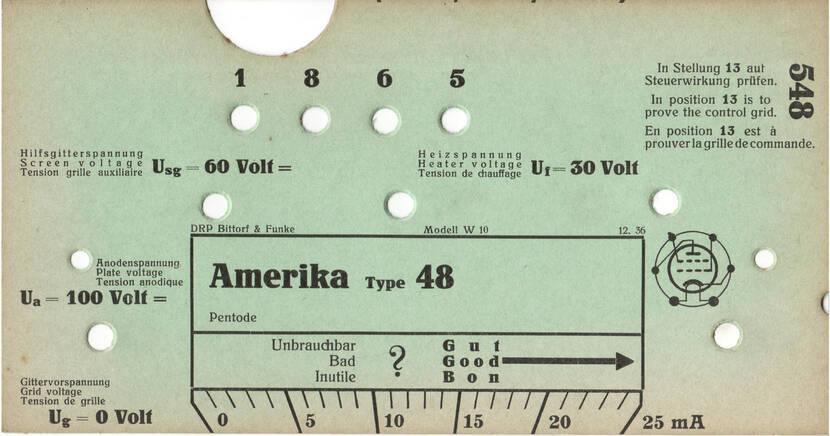 1 8 6 5
In Stellung 13 auf
Steuerwirkung prüfen.
In position 13 is to
prove the control grid.
En position 13 est à
prouver la grille de commande.
548
Hilfsgitterspannung
Screen voltage
Tension grille auxiliaire
Usg = 60 Volt =
Heizspannung
Heater voltage
Tension de chauffage
Uf = 30 Volt
DRP Bittorf & Funke
Modell W 10
12. 36
Anodenspannung
Plate voltage
Tension anodique
Ua = 100 Volt =
Amerika Type 48
Pentode
Unbrauchbar
Bad
Inutile
?
Gut
Good
Bon
Gittervorspannung
Grid voltage
Tension de grille
Ug = 0 Volt
0 5 10 15 20 25 mA